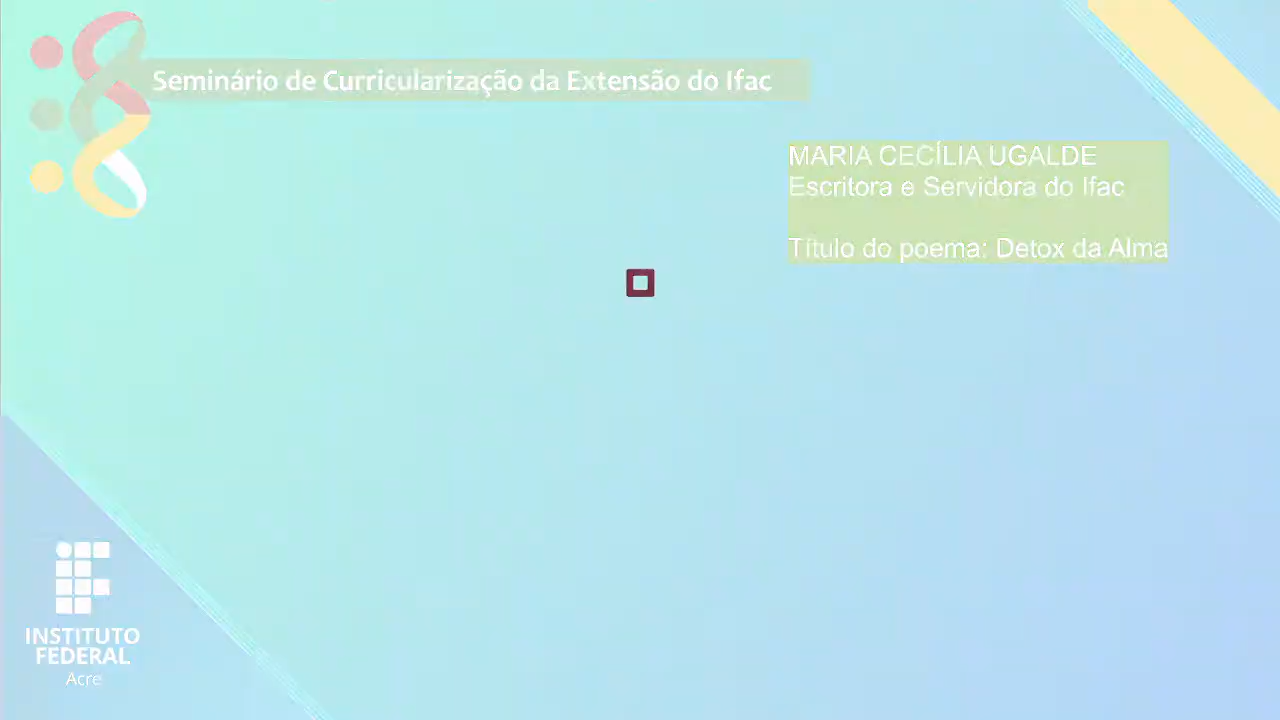 Seminário de Curricularização da Extensão do Ifac
MARIA CECÍLIA UGALDE
Escritora e Servidora do Ifac
Título do poema: Detox da Alma
INSTITUTO
FEDERAL
Acre